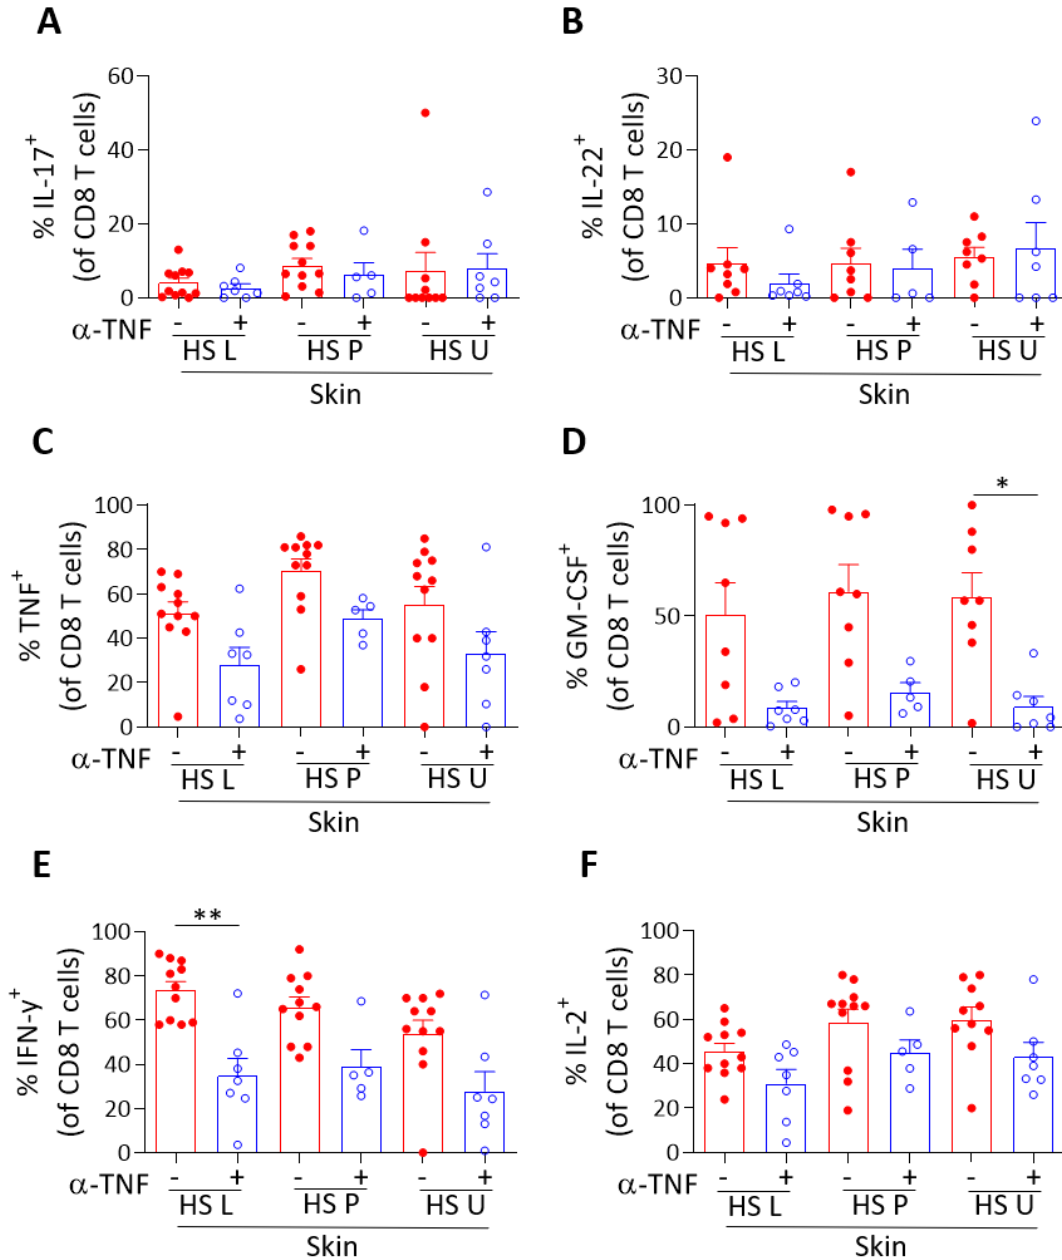 A
% IL-17+
(of CD8 T cells)
60
40
20
0
α-TNF - + - + - +
HS L HS P HS U
Skin
B
% IL-22+
(of CD8 T cells)
30
20
10
0
α-TNF - + - + - +
HS L HS P HS U
Skin
C
% TNF+
(of CD8 T cells)
100
80
60
40
20
0
α-TNF - + - + - +
HS L HS P HS U
Skin
D
% GM-CSF+
(of CD8 T cells)
100
50
0
*
α-TNF - + - + - +
HS L HS P HS U
Skin
E
% IFN-y+
(of CD8 T cells)
100
80
60
40
20
0
**
α-TNF - + - + - +
HS L HS P HS U
Skin
F
% IL-2+
(of CD8 T cells)
100
80
60
40
20
0
α-TNF - + - + - +
HS L HS P HS U
Skin